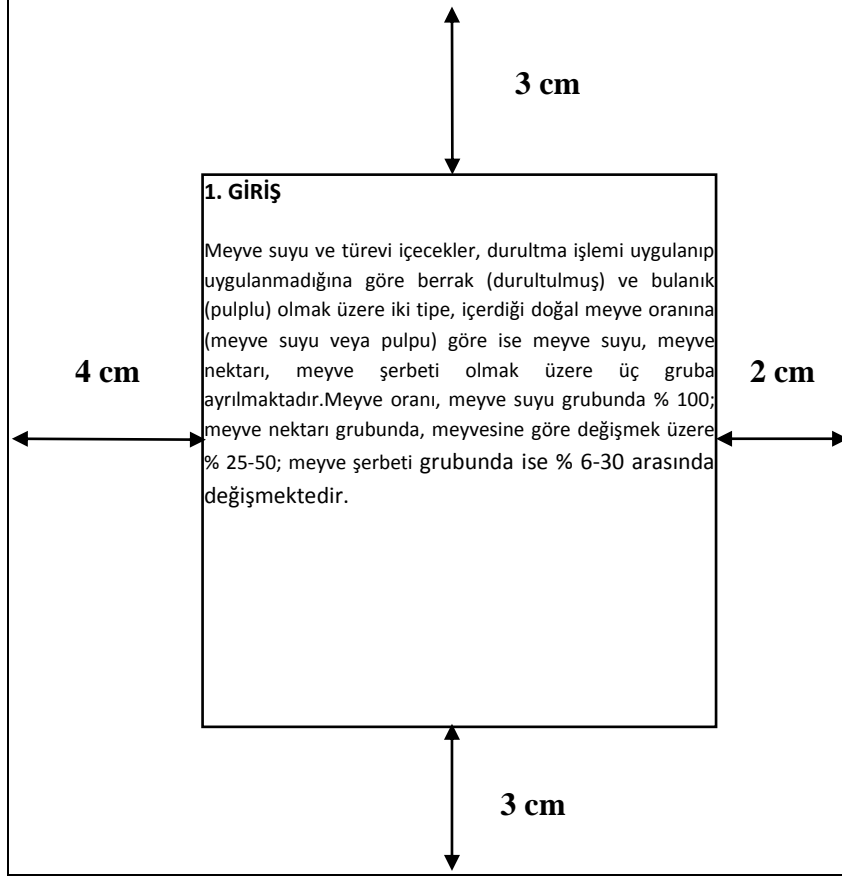 3 cm
1. GİRİŞ
Meyve suyu ve türevi içecekler, durultma işlemi uygulanıp
uygulanmadığına göre berrak (durultulmuş) ve bulanık
(pulplu) olmak üzere iki tipe, içerdiği doğal meyve oranına
(meyve suyu veya pulpu) göre ise meyve suyu, meyve
nektarı, meyve şerbeti olmak üzere üç gruba
ayrılmaktadır.Meyve oranı, meyve suyu grubunda % 100;
meyve nektarı grubunda, meyvesine göre değişmek üzere
% 25-50; meyve şerbeti grubunda ise % 6-30 arasında
değişmektedir.
4 cm
2 cm
3 cm